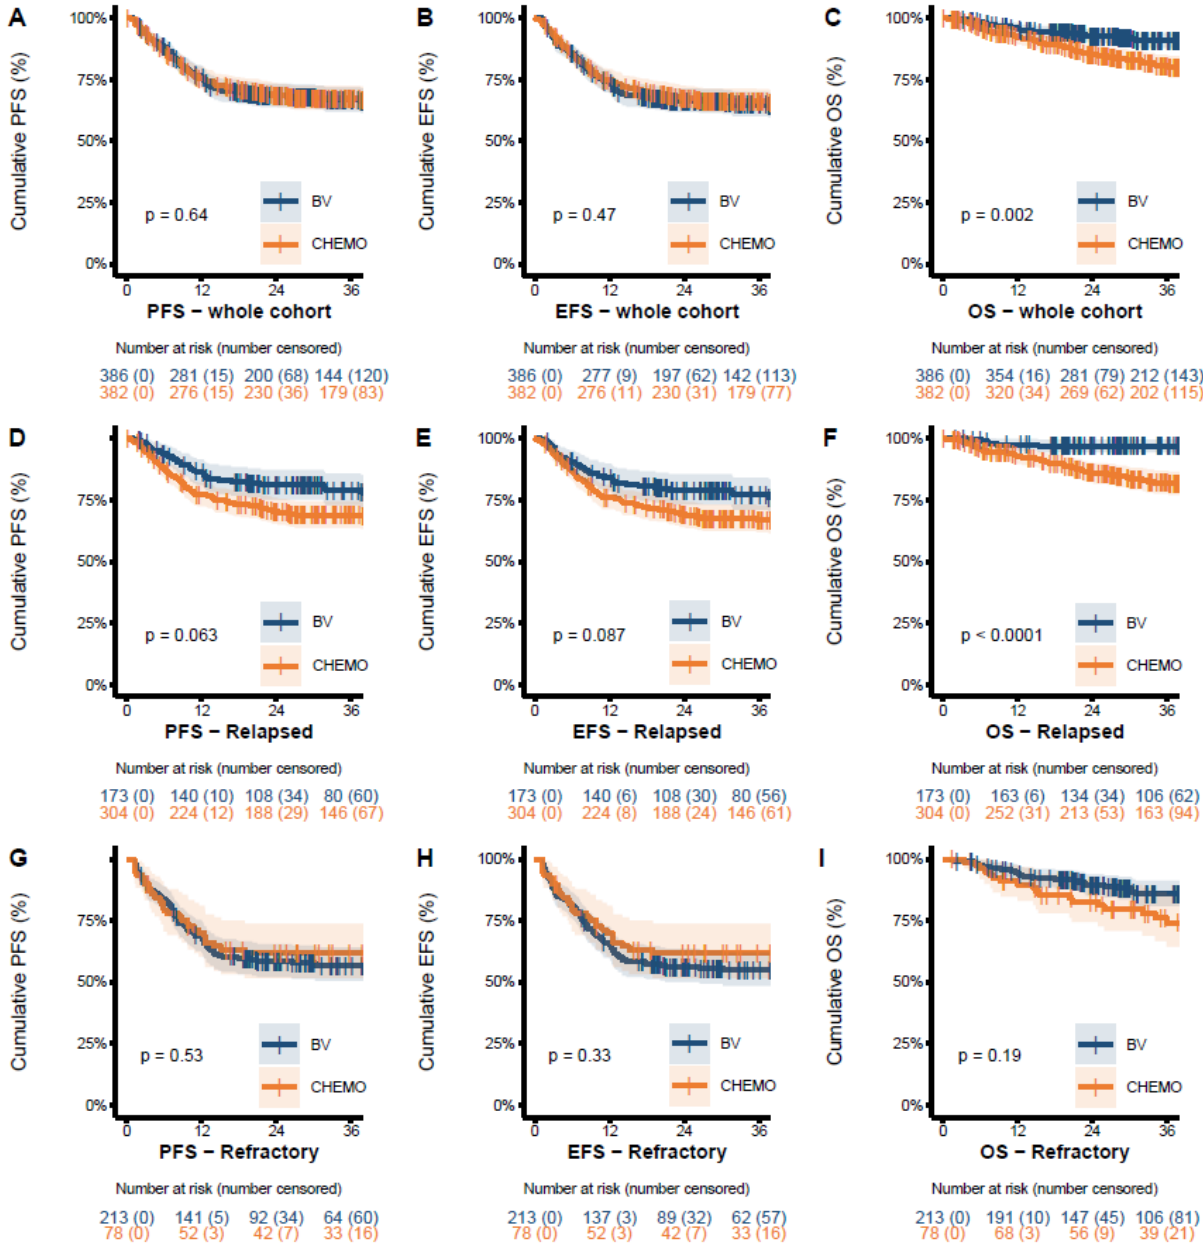 A
Cumulative PFS (%)
100%
75%
50%
25%
0%
p = 0.64
BV
CHEMO
0 12 24 36
PFS − whole cohort
Number at risk (number censored)
386 (0) 281 (15) 200 (68) 144 (120)
382 (0) 276 (15) 230 (36) 179 (83)
B
Cumulative EFS (%)
100%
75%
50%
25%
0%
p = 0.47
BV
CHEMO
0 12 24 36
EFS − whole cohort
Number at risk (number censored)
386 (0) 277 (9) 197 (62) 142 (113)
382 (0) 276 (11) 230 (31) 179 (77)
C
Cumulative OS (%)
100%
75%
50%
25%
0%
p = 0.002
BV
CHEMO
0 12 24 36
OS − whole cohort
Number at risk (number censored)
386 (0) 354 (16) 281 (79) 212 (143)
382 (0) 320 (34) 269 (62) 202 (115)
D
Cumulative PFS (%)
75%
50%
25%
0%
p = 0.063
BV
CHEMO
0 12 24 36
PFS − Relapsed
Number at risk (number censored)
173 (0) 140 (10) 108 (34) 80 (60)
304 (0) 224 (12) 188 (29) 146 (67)
E
Cumulative EFS (%)
100%
75%
50%
25%
0%
p = 0.087
BV
CHEMO
0 12 24 36
EFS − Relapsed
Number at risk (number censored)
173 (0) 140 (6) 108 (30) 80 (56)
304 (0) 224 (8) 188 (24) 146 (61)
F
Cumulative OS (%)
100%
75%
50%
25%
0%
p < 0.0001
BV
CHEMO
0 12 24 36
OS − Relapsed
Number at risk (number censored)
173 (0) 163 (6) 134 (34) 106 (62)
304 (0) 252 (31) 213 (53) 163 (94)
G
Cumulative PFS (%)
75%
50%
25%
0%
p = 0.53
BV
CHEMO
0 12 24 36
PFS − Refractory
Number at risk (number censored)
213 (0) 141 (5) 92 (34) 64 (60)
78 (0) 52 (3) 42 (7) 33 (16)
H
Cumulative EFS (%)
100%
75%
50%
25%
0%
p = 0.33
BV
CHEMO
0 12 24 36
EFS − Refractory
Number at risk (number censored)
213 (0) 137 (3) 89 (32) 62 (57)
78 (0) 52 (3) 42 (7) 33 (16)
I
Cumulative OS (%)
100%
75%
50%
25%
0%
p = 0.19
BV
CHEMO
0 12 24 36
OS − Refractory
Number at risk (number censored)
213 (0) 191 (10) 147 (45) 106 (81)
78 (0) 68 (3) 56 (9) 39 (21)